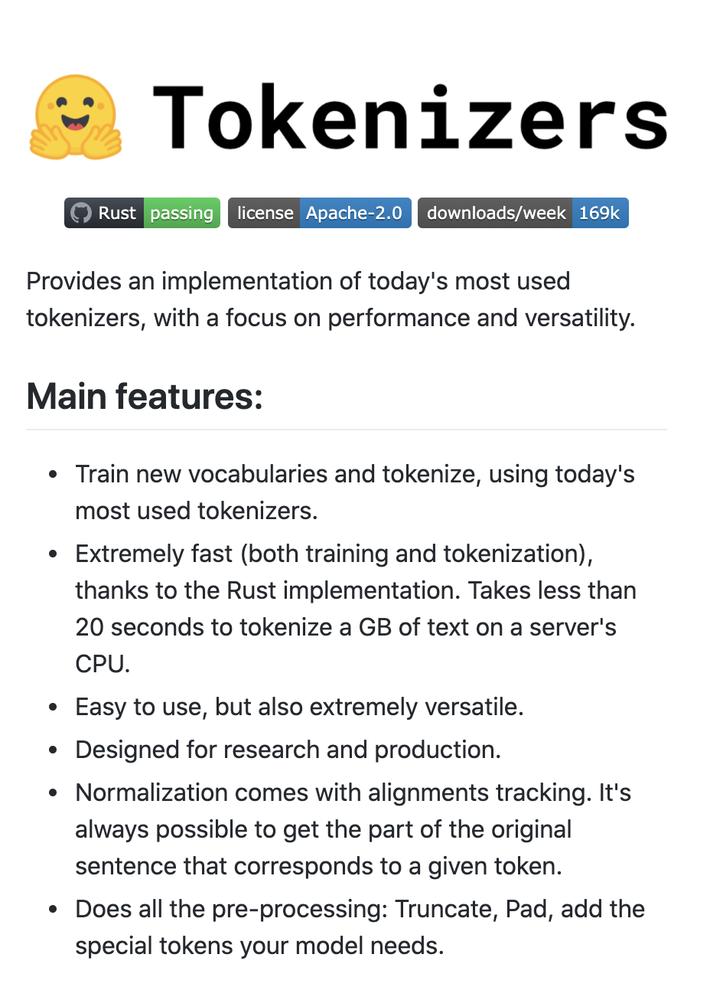 Tokenizers
Rust passing license Apache-2.0 downloads/week 169k
Provides an implementation of today's most used
tokenizers, with a focus on performance and versatility.
Main features:
• Train new vocabularies and tokenize, using today's
most used tokenizers.
• Extremely fast (both training and tokenization),
thanks to the Rust implementation. Takes less than
20 seconds to tokenize a GB of text on a server's
CPU.
• Easy to use, but also extremely versatile.
• Designed for research and production.
• Normalization comes with alignments tracking. It's
always possible to get the part of the original
sentence that corresponds to a given token.
• Does all the pre-processing: Truncate, Pad, add the
special tokens your model needs.